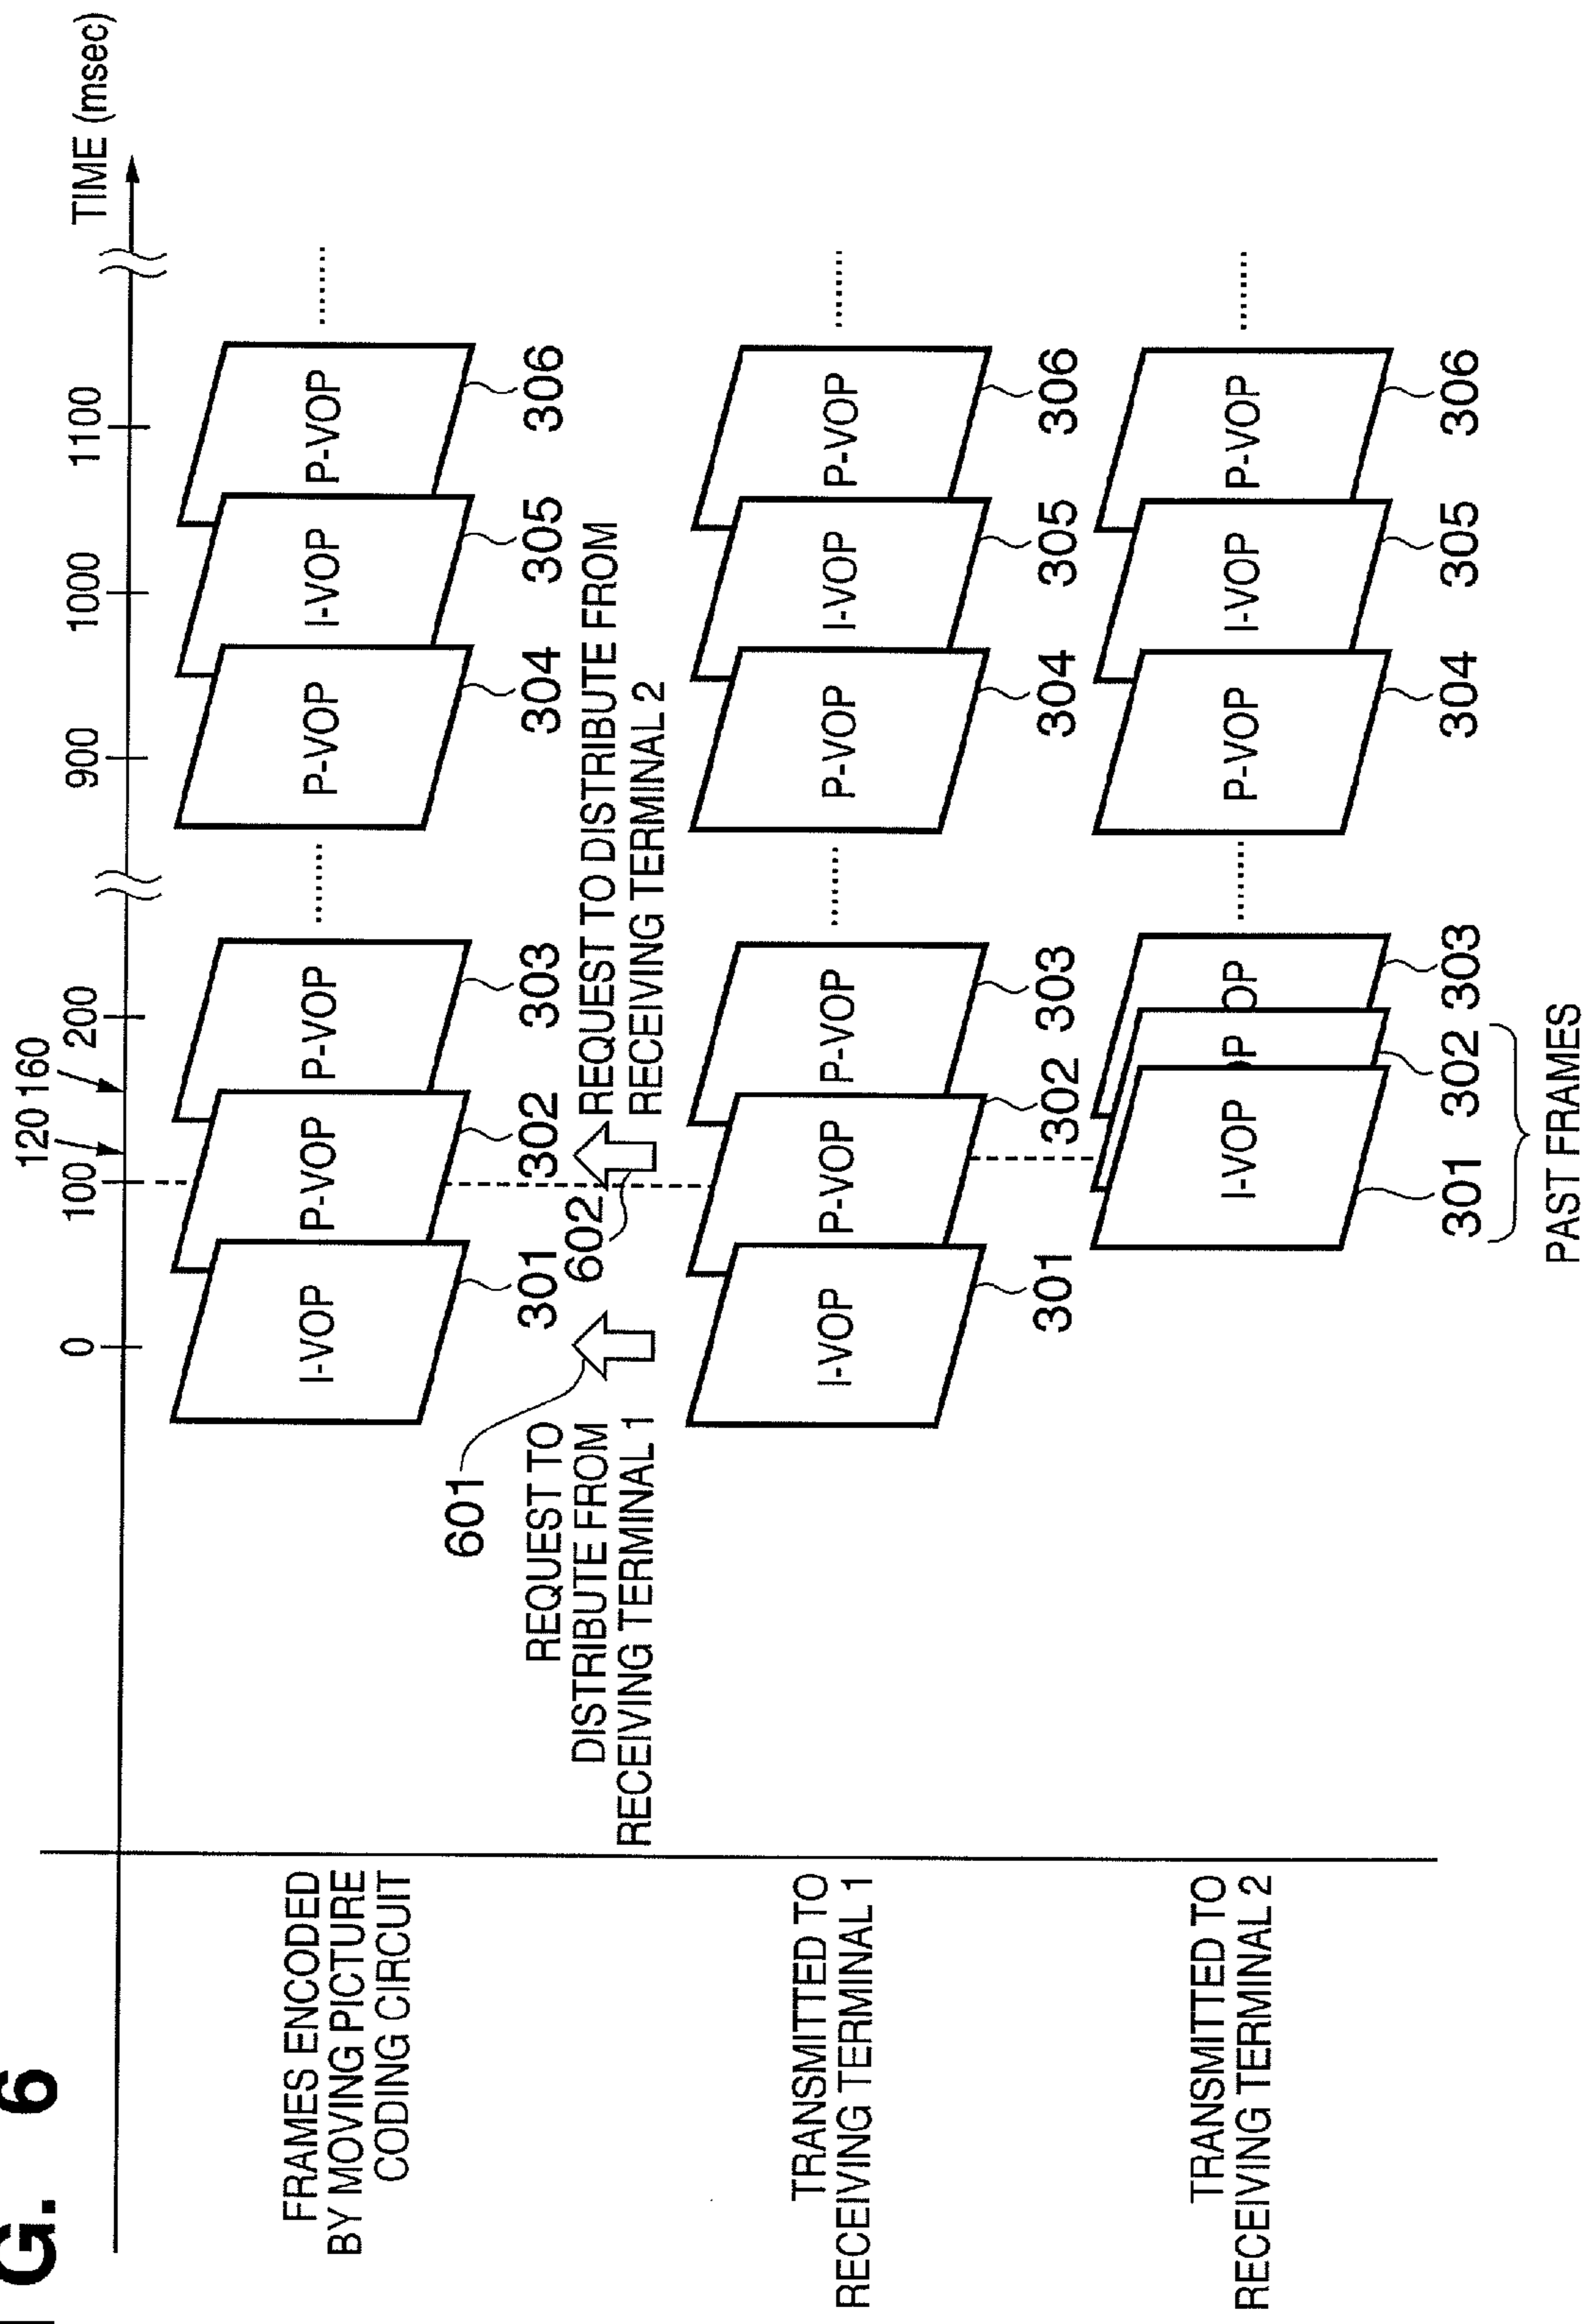 FIG. 6
TIME (msec)
0 100 120 160 200 900 1000 1100
FRAMES ENCODED
BY MOVING PICTURE
CODING CIRCUIT
I-VOP P-VOP P-VOP ........ P-VOP I-VOP P-VOP ........
301 302 303 304 305 306
601
602
REQUEST TO
DISTRIBUTE FROM
RECEIVING TERMINAL 1
REQUEST TO DISTRIBUTE FROM
RECEIVING TERMINAL 2
TRANSMITTED TO
RECEIVING TERMINAL 1
I-VOP P-VOP P-VOP ........ P-VOP I-VOP P-VOP ........
301 302 303 304 305 306
TRANSMITTED TO
RECEIVING TERMINAL 2
I-VOP OP ........ P-VOP I-VOP P-VOP ........
301 302 303 304 305 306
PAST FRAMES